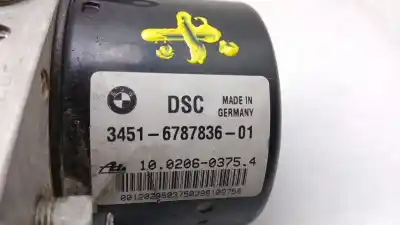 DSC
MADE IN
GERMANY
3451-6787836-01
10.0206-0375.4